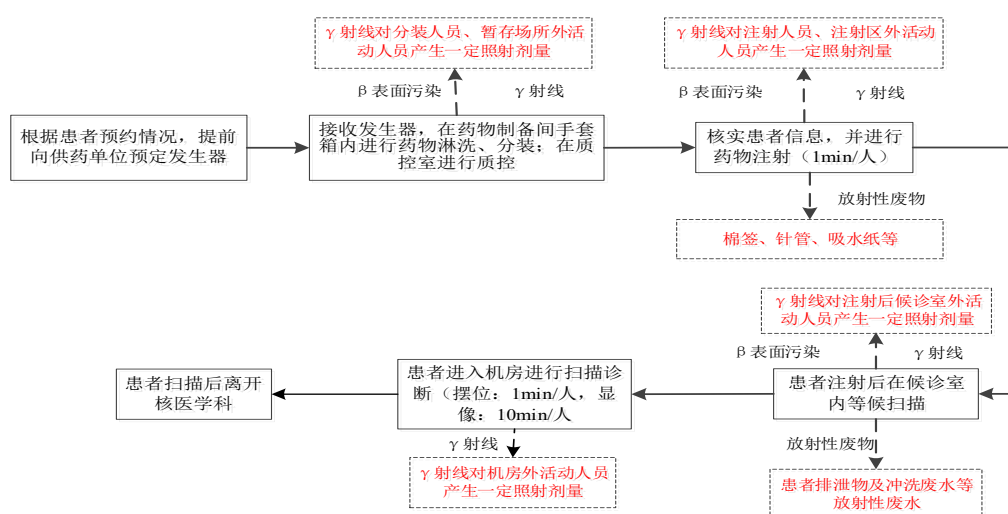 γ射线对分装人员、暂存场所外活
动人员产生一定照射剂量
γ射线对注射人员、注射区外活动
人员产生一定照射剂量
β表面污染
γ射线
β表面污染
γ射线
根据患者预约情况，提前
向供药单位预定发生器
接收发生器，在药物制备间手套
箱内进行药物淋洗、分装；在质
控室进行质控
核实患者信息，并进行
药物注射（1min/人）
放射性废物
棉签、针管、吸水纸等
γ射线对注射后候诊室外活
动人员产生一定照射剂量
β表面污染
γ射线
患者扫描后离开
核医学科
患者进入机房进行扫描诊
断（摆位：1min/人，显
像：10min/人
患者注射后在候诊室
内等候扫描
γ射线
放射性废物
γ射线对机房外活动人员
产生一定照射剂量
患者排泄物及冲洗废水等
放射性废水